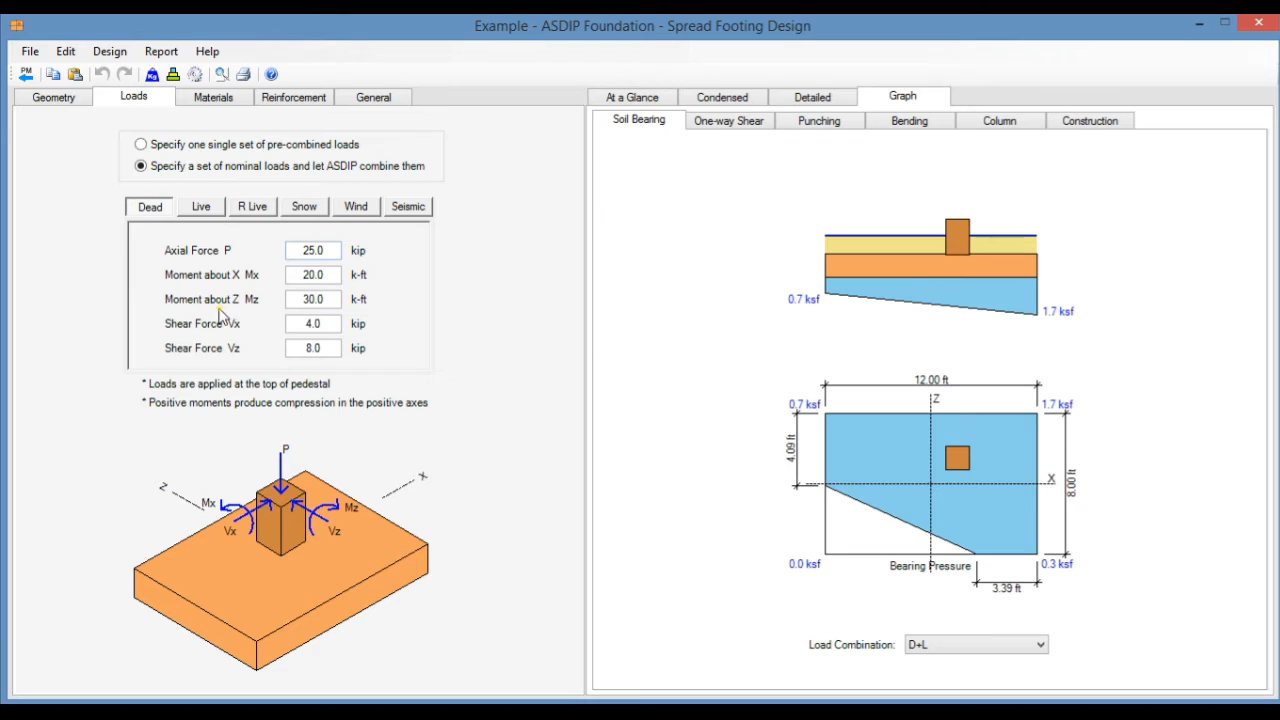 Example - ASDIP Foundation - Spread Footing Design
File Edit Design Report Help
PM
Kg
Geometry Loads Materials Reinforcement General
Specify one single set of pre-combined loads
Specify a set of nominal loads and let ASDIP combine them
Dead Live R Live Snow Wind Seismic
Axial Force P 25.0 kip
Moment about X Mx 20.0 k-ft
Moment about Z Mz 30.0 k-ft
Shear Force Vx 4.0 kip
Shear Force Vz 8.0 kip
* Loads are applied at the top of pedestal
* Positive moments produce compression in the positive axes
P
Z
X
Mx
Mz
Vx
Vz
At a Glance Condensed Detailed Graph
Soil Bearing One-way Shear Punching Bending Column Construction
0.7 ksf
1.7 ksf
12.00 ft
0.7 ksf
Z
1.7 ksf
4.09 ft
X
8.00 ft
0.0 ksf
Bearing Pressure
0.3 ksf
3.39 ft
Load Combination: D+L